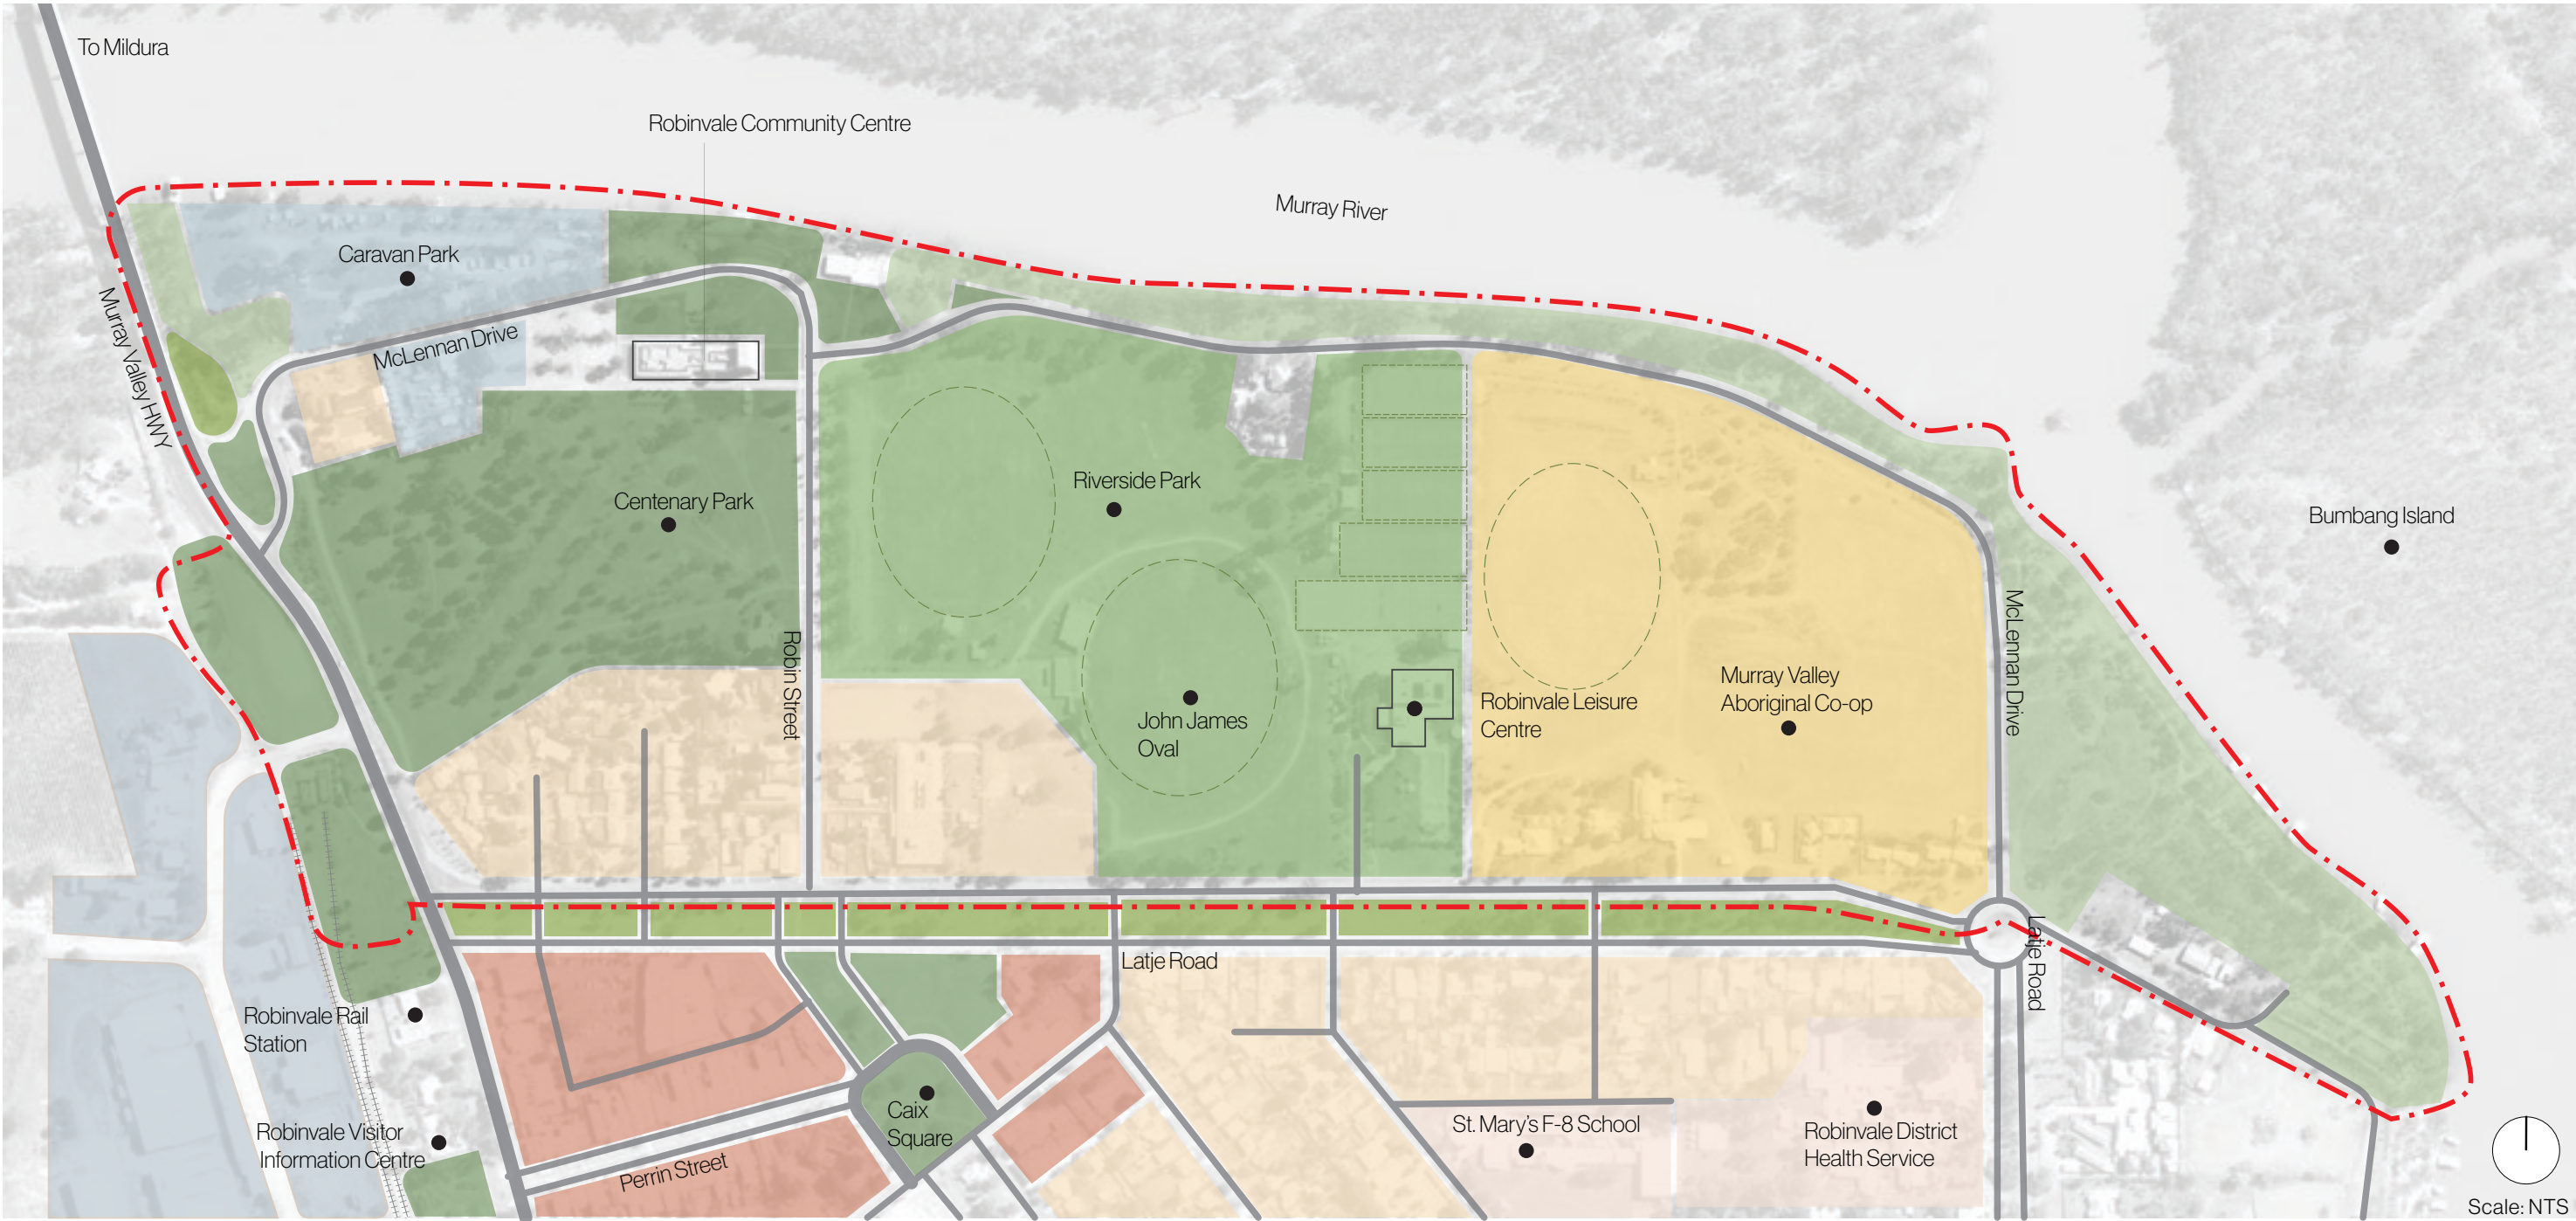 To Mildura
Robinvale Community Centre
Murray River
Caravan Park
Murray Valley HWY
McLennan Drive
Riverside Park
Centenary Park
Bumbang Island
Robin Street
McLennan Drive
Murray Valley
Aboriginal Co-op
Robinvale Leisure
Centre
John James
Oval
Latje Road
Latje Road
Robinvale Rail
Station
Caix
Square
St. Mary's F-8 School
Robinvale District
Health Service
Robinvale Visitor
Information Centre
Perrin Street
Scale: NTS